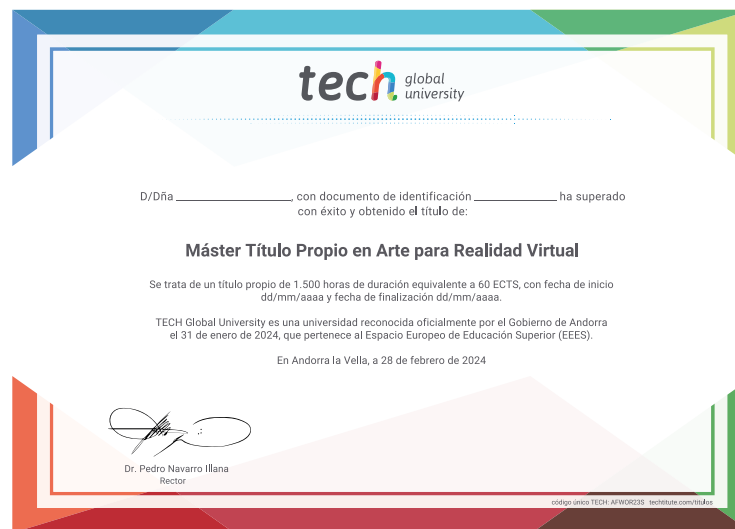 tech global university
D/Dña ____________________, con documento de identificación ______________ ha superado
con éxito y obtenido el título de:
Máster Título Propio en Arte para Realidad Virtual
Se trata de un título propio de 1.500 horas de duración equivalente a 60 ECTS, con fecha de inicio
dd/mm/aaaa y fecha de finalización dd/mm/aaaa.
TECH Global University es una universidad reconocida oficialmente por el Gobierno de Andorra
el 31 de enero de 2024, que pertenece al Espacio Europeo de Educación Superior (EEES).
En Andorra la Vella, a 28 de febrero de 2024
Dr. Pedro Navarro Illana
Rector
código único TECH: AFWOR23S techtitute.com/titulos